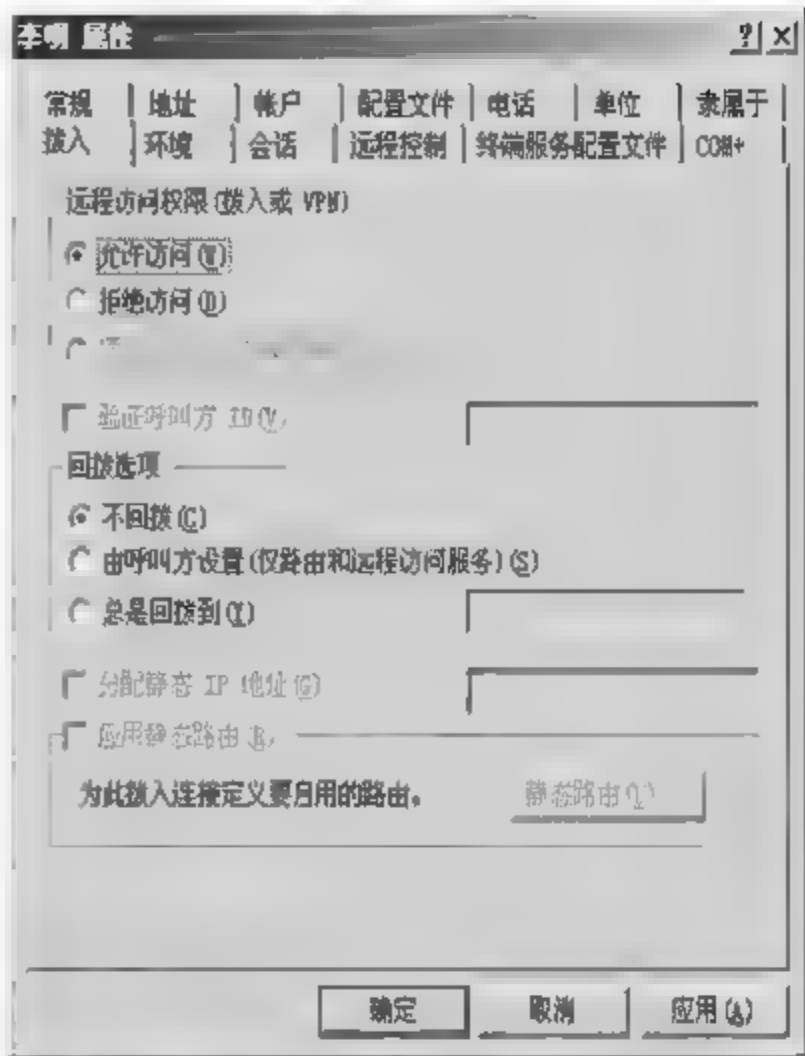 李明 属性
常规 地址 帐户 配置文件 电话 单位 隶属于
拨入 环境 会话 远程控制 终端服务配置文件 COM+
远程访问权限(拨入或 VPN)
允许访问(W)
拒绝访问(D)
验证呼叫方 ID(V)
回拨选项
不回拨(C)
由呼叫方设置(仅路由和远程访问服务)(S)
总是回拨到(Y)
分配静态 IP 地址(G)
应用静态路由(R)
为此拨入连接定义要启用的路由。 静态路由(U)
确定 取消 应用(A)